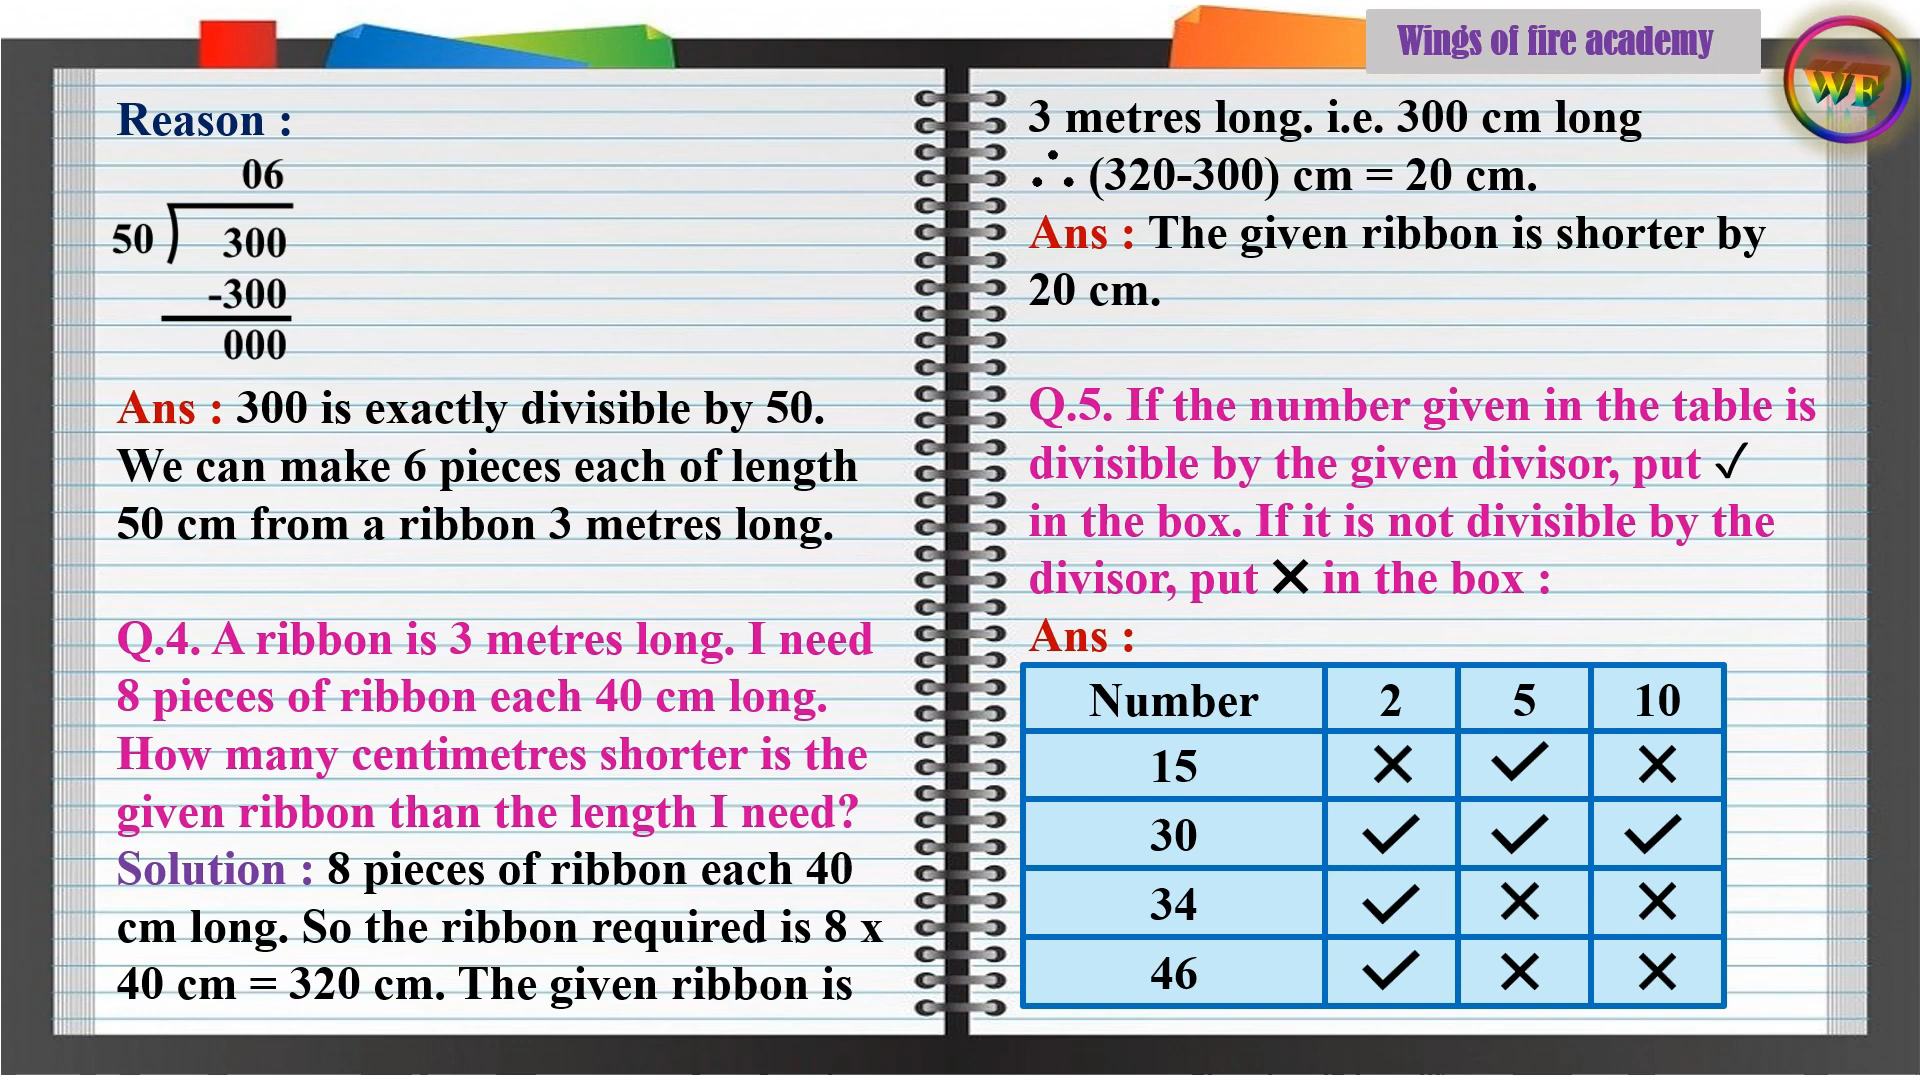 Wings of fire academy
WF
Reason :
06
50 ) 300
-300
000
Ans : 300 is exactly divisible by 50.
We can make 6 pieces each of length
50 cm from a ribbon 3 metres long.
Q.4. A ribbon is 3 metres long. I need
8 pieces of ribbon each 40 cm long.
How many centimetres shorter is the
given ribbon than the length I need?
Solution : 8 pieces of ribbon each 40
cm long. So the ribbon required is 8 x
40 cm = 320 cm. The given ribbon is
3 metres long. i.e. 300 cm long
∴ (320-300) cm = 20 cm.
Ans : The given ribbon is shorter by
20 cm.
Q.5. If the number given in the table is
divisible by the given divisor, put ✓
in the box. If it is not divisible by the
divisor, put ✕ in the box :
Ans :
Number 2 5 10
15 ✕ ✓ ✕
30 ✓ ✓ ✓
34 ✓ ✕ ✕
46 ✓ ✕ ✕